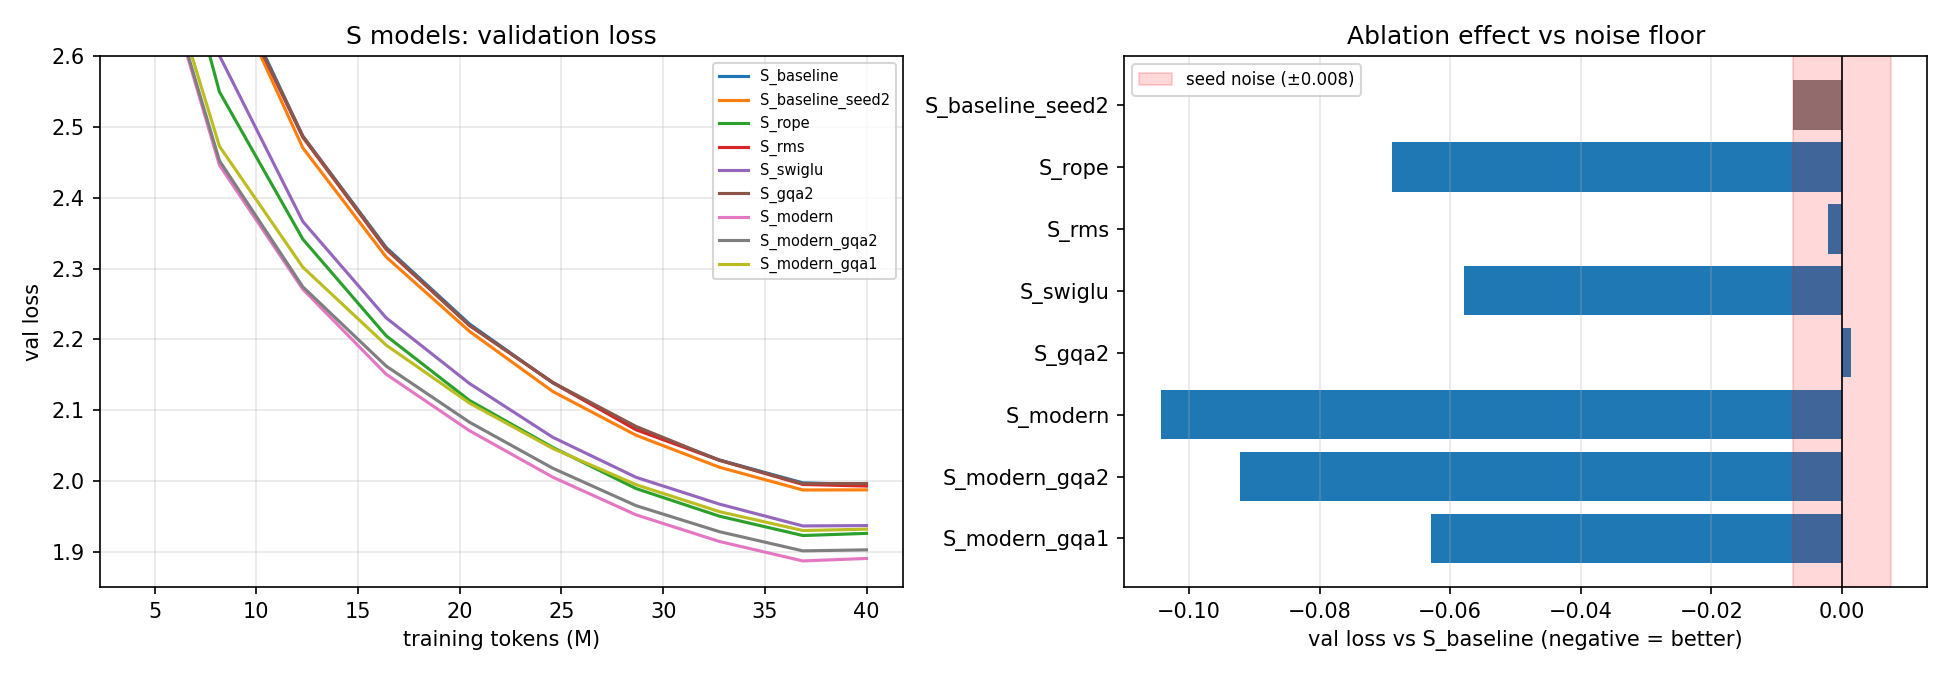 S models: validation loss
2.6
2.5
2.4
2.3
2.2
2.1
2.0
1.9
val loss
5
10
15
20
25
30
35
40
training tokens (M)
S_baseline
S_baseline_seed2
S_rope
S_rms
S_swiglu
S_gqa2
S_modern
S_modern_gqa2
S_modern_gqa1
Ablation effect vs noise floor
seed noise (±0.008)
S_baseline_seed2
S_rope
S_rms
S_swiglu
S_gqa2
S_modern
S_modern_gqa2
S_modern_gqa1
−0.10
−0.08
−0.06
−0.04
−0.02
0.00
val loss vs S_baseline (negative = better)